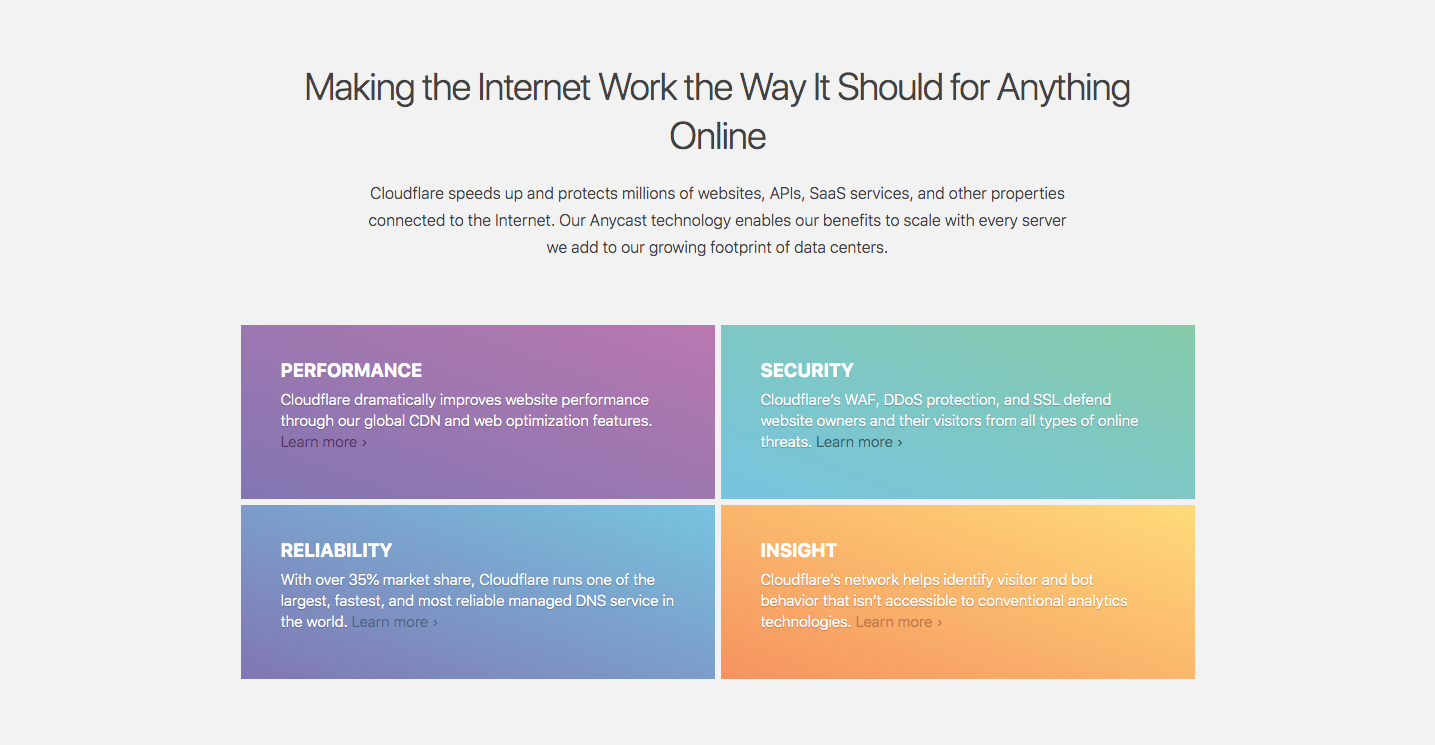 Making the Internet Work the Way It Should for Anything
Online
Cloudflare speeds up and protects millions of websites, APIs, SaaS services, and other properties
connected to the Internet. Our Anycast technology enables our benefits to scale with every server
we add to our growing footprint of data centers.
PERFORMANCE
Cloudflare dramatically improves website performance
through our global CDN and web optimization features.
Learn more ›
SECURITY
Cloudflare’s WAF, DDoS protection, and SSL defend
website owners and their visitors from all types of online
threats. Learn more ›
RELIABILITY
With over 35% market share, Cloudflare runs one of the
largest, fastest, and most reliable managed DNS service in
the world. Learn more ›
INSIGHT
Cloudflare’s network helps identify visitor and bot
behavior that isn’t accessible to conventional analytics
technologies. Learn more ›